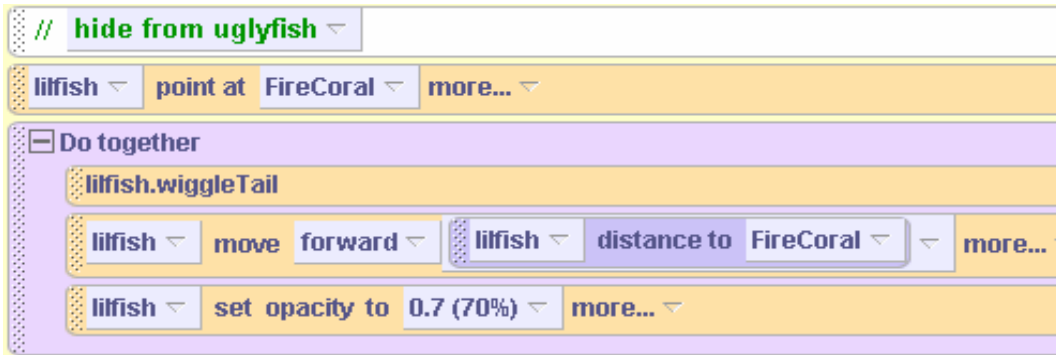 // hide from uglyfish
lilfish point at FireCoral more...
Do together
lilfish.wiggleTail
lilfish move forward lilfish distance to FireCoral more...
lilfish set opacity to 0.7 (70%) more...